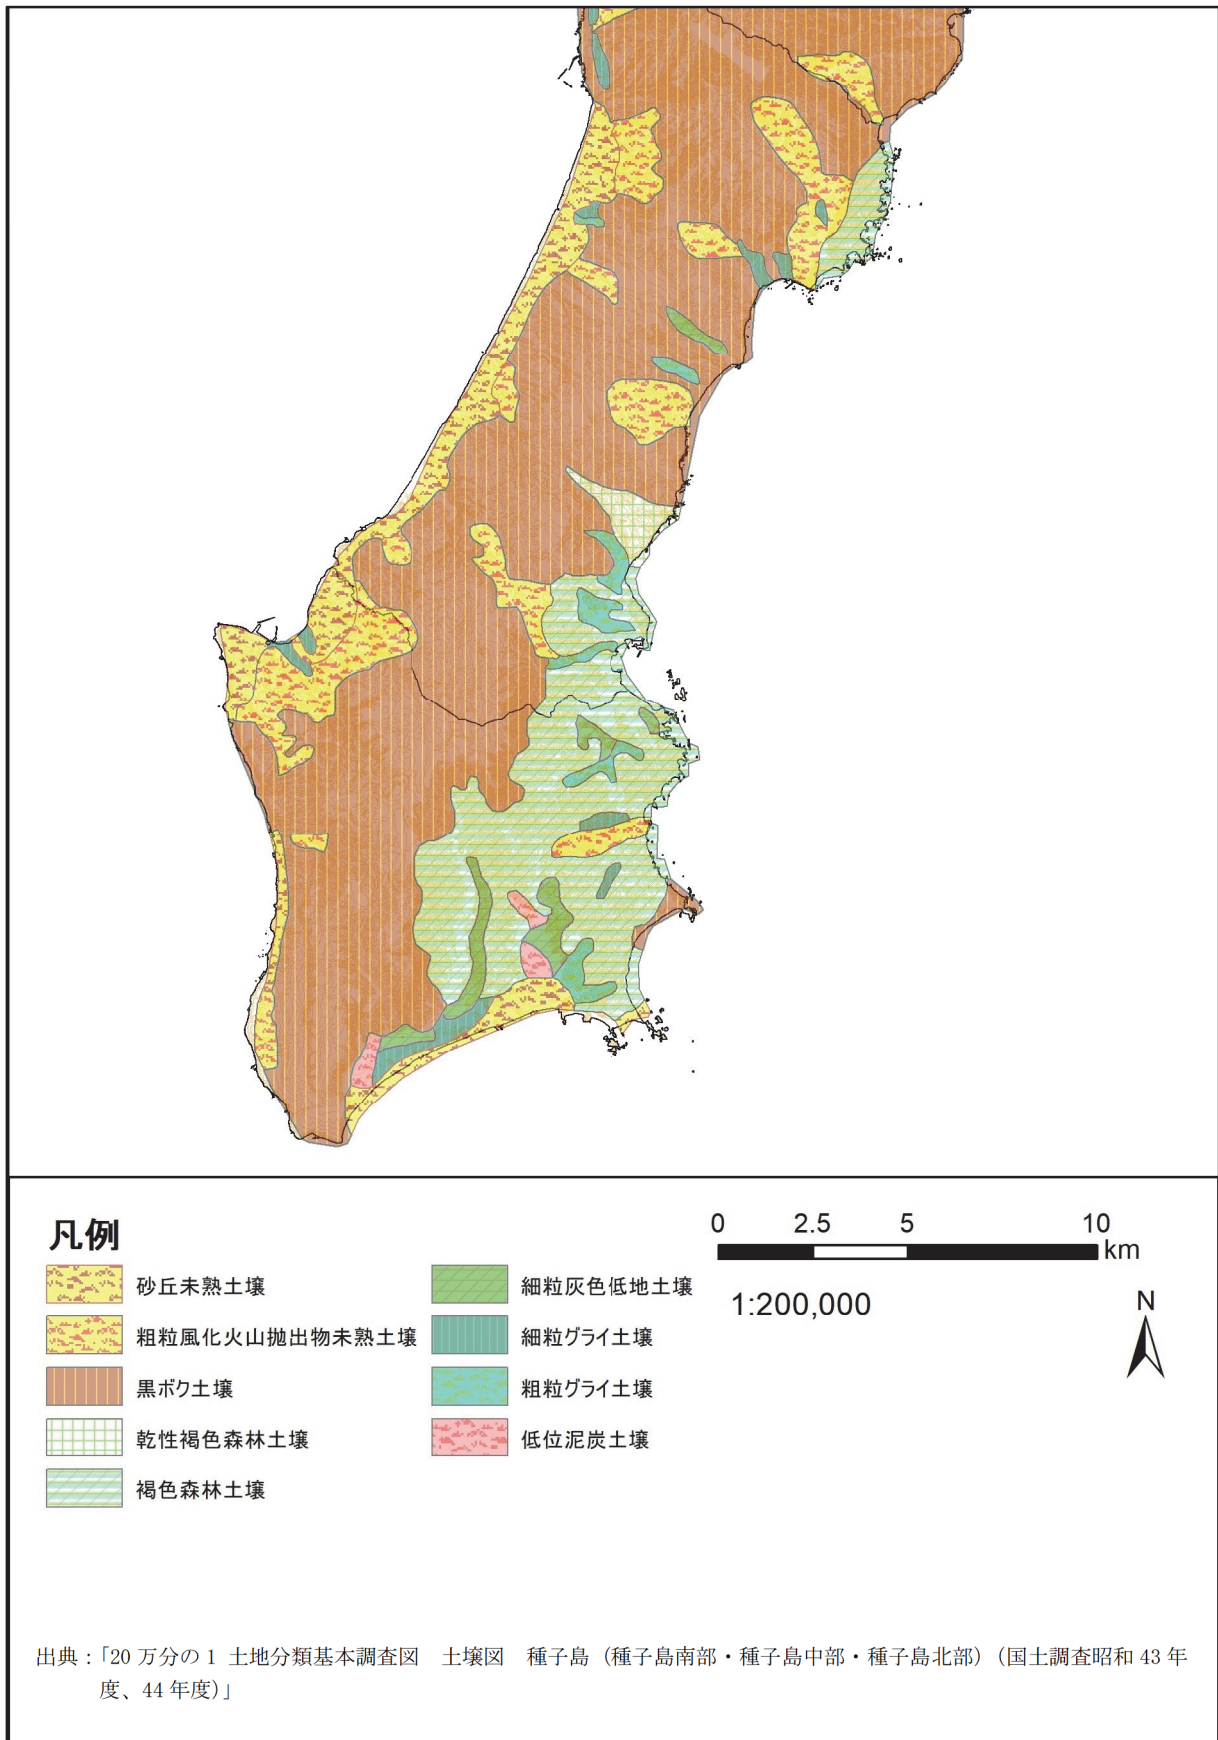 凡例
砂丘未熟土壌
粗粒風化火山抛出物未熟土壌
黒ボク土壌
乾性褐色森林土壌
褐色森林土壌
細粒灰色低地土壌
細粒グライ土壌
粗粒グライ土壌
低位泥炭土壌
0 2.5 5 10
km
1:200,000
N
出典:「20 万分の 1 土地分類基本調査図 土壌図 種子島(種子島南部・種子島中部・種子島北部)(国土調査昭和 43 年
度、44 年度)」